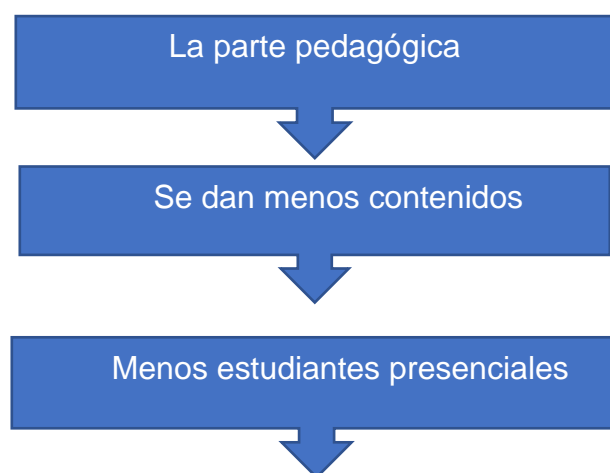 La parte pedagógica
Se dan menos contenidos
Menos estudiantes presenciales